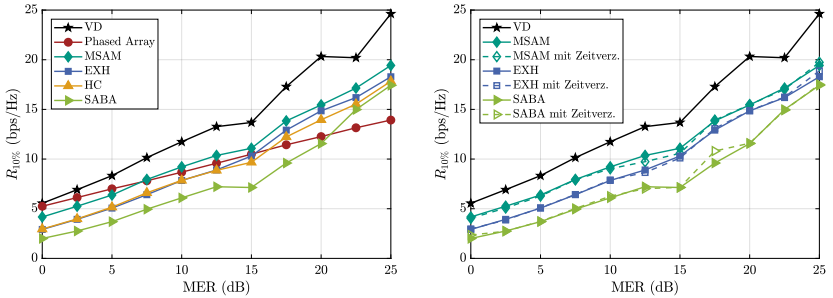 25
20
15
10
5
0
R10% (bps/Hz)
VD
Phased Array
MSAM
EXH
HC
SABA
0 5 10 15 20 25
MER (dB)
25
20
15
10
5
0
R10% (bps/Hz)
VD
MSAM
MSAM mit Zeitverz.
EXH
EXH mit Zeitverz.
SABA
SABA mit Zeitverz.
0 5 10 15 20 25
MER (dB)